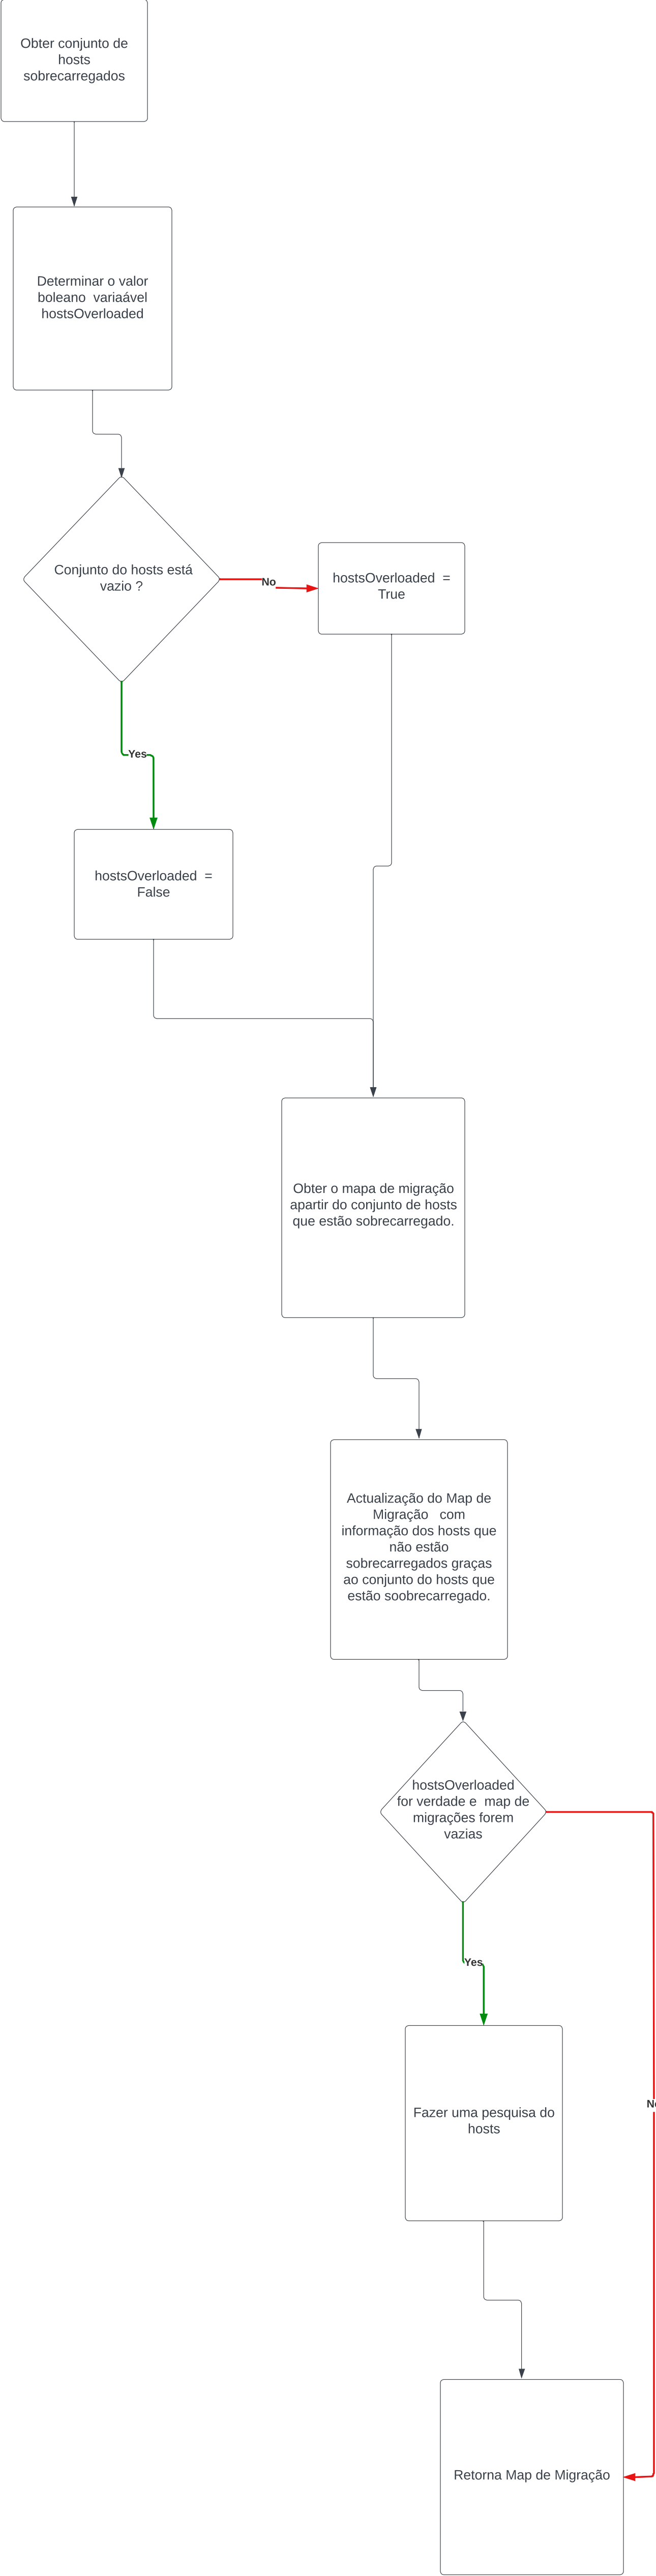 Obter conjunto de
hosts
sobrecarregados
Determinar o valor
boleano variaável
hostsOverloaded
Conjunto do hosts está
vazio ?
No
hostsOverloaded =
True
Yes
hostsOverloaded =
False
Obter o mapa de migração
apartir do conjunto de hosts
que estão sobrecarregado.
Actualização do Map de
Migração com
informação dos hosts que
não estão
sobrecarregados graças
ao conjunto do hosts que
estão soobrecarregado.
hostsOverloaded
for verdade e map de
migrações forem
vazias
Yes
No
Fazer uma pesquisa do
hosts
Retorna Map de Migração